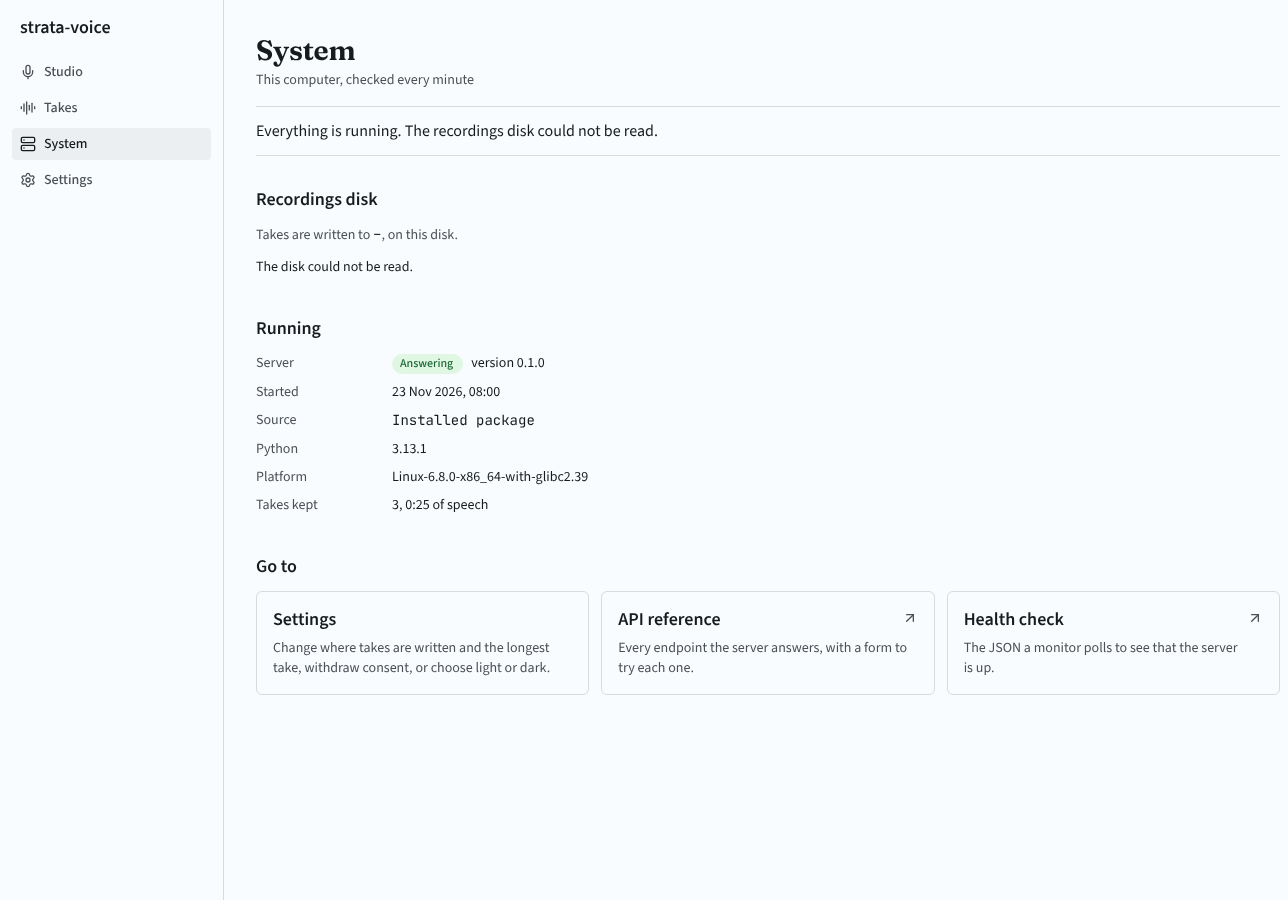 strata-voice
Studio
Takes
System
Settings
System
This computer, checked every minute
Everything is running. The recordings disk could not be read.
Recordings disk
Takes are written to –, on this disk.
The disk could not be read.
Running
Server Answering version 0.1.0
Started 23 Nov 2026, 08:00
Source Installed package
Python 3.13.1
Platform Linux-6.8.0-x86_64-with-glibc2.39
Takes kept 3, 0:25 of speech
Go to
Settings
Change where takes are written and the longest
take, withdraw consent, or choose light or dark.
API reference
Every endpoint the server answers, with a form to
try each one.
Health check
The JSON a monitor polls to see that the server
is up.